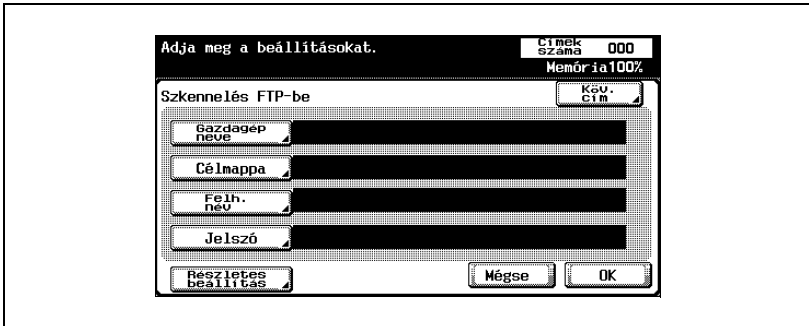 Adja meg a beállításokat.
Címek
száma 000
Memória100%
Szkennelés FTP-be
Köv.
cím
Gazdagép
neve
Célmappa
Felh.
név
Jelszó
Részletes
beállítás
Mégse
OK